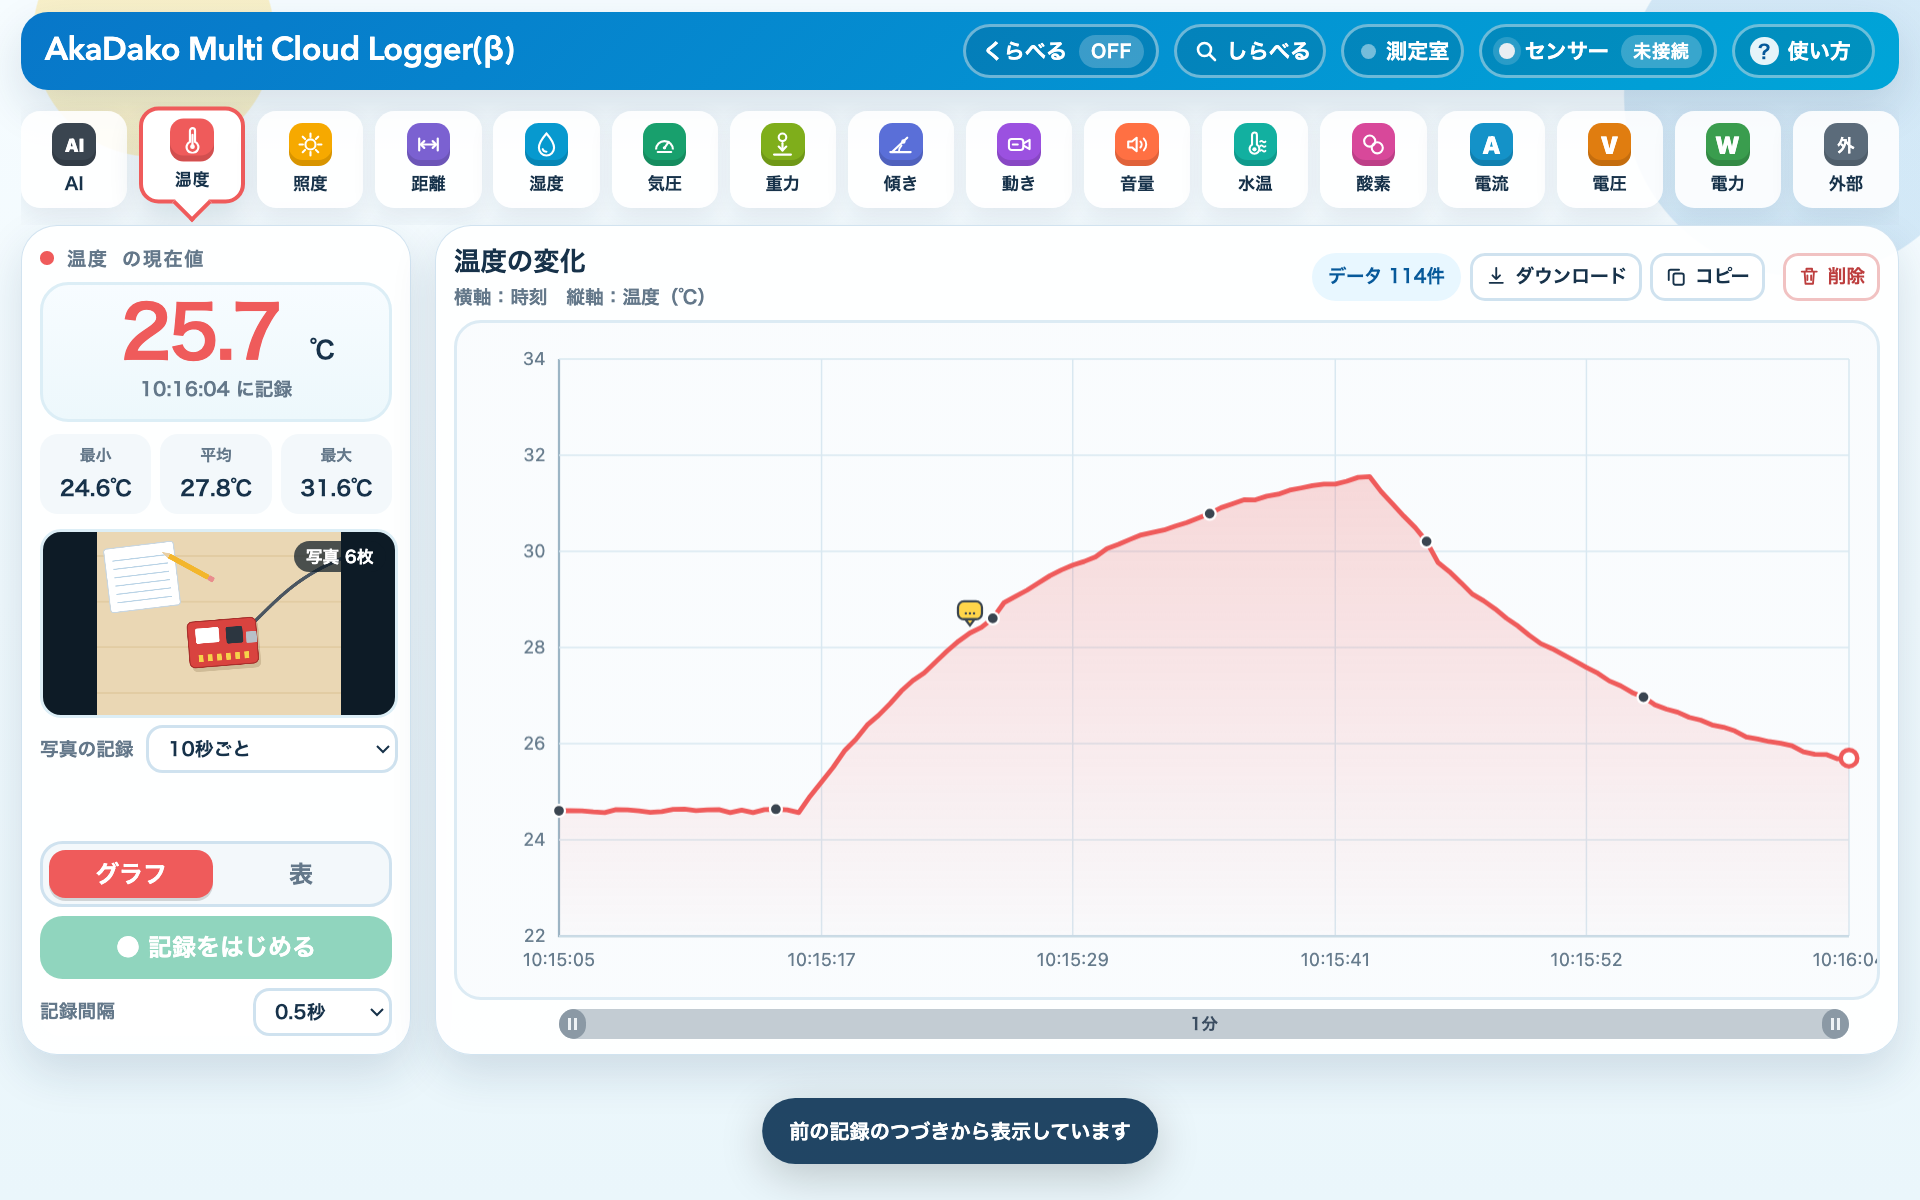 AkaDako Multi Cloud Logger(β)
くらべる OFF
しらべる
測定室
センサー 未接続
? 使い方
AI
AI
温度
照度
距離
湿度
気圧
重力
傾き
動き
音量
水温
酸素
A
電流
V
電圧
W
電力
外
外部
温度 の現在値
25.7 ℃
10:16:04 に記録
最小
24.6℃
平均
27.8℃
最大
31.6℃
写真 6枚
写真の記録 10秒ごと
グラフ 表
記録をはじめる
記録間隔 0.5秒
温度の変化
横軸：時刻 縦軸：温度（℃）
データ 114件
ダウンロード
コピー
削除
34
32
30
28
26
24
22
10:15:05 10:15:17 10:15:29 10:15:41 10:15:52 10:16:04
1分
前の記録のつづきから表示しています